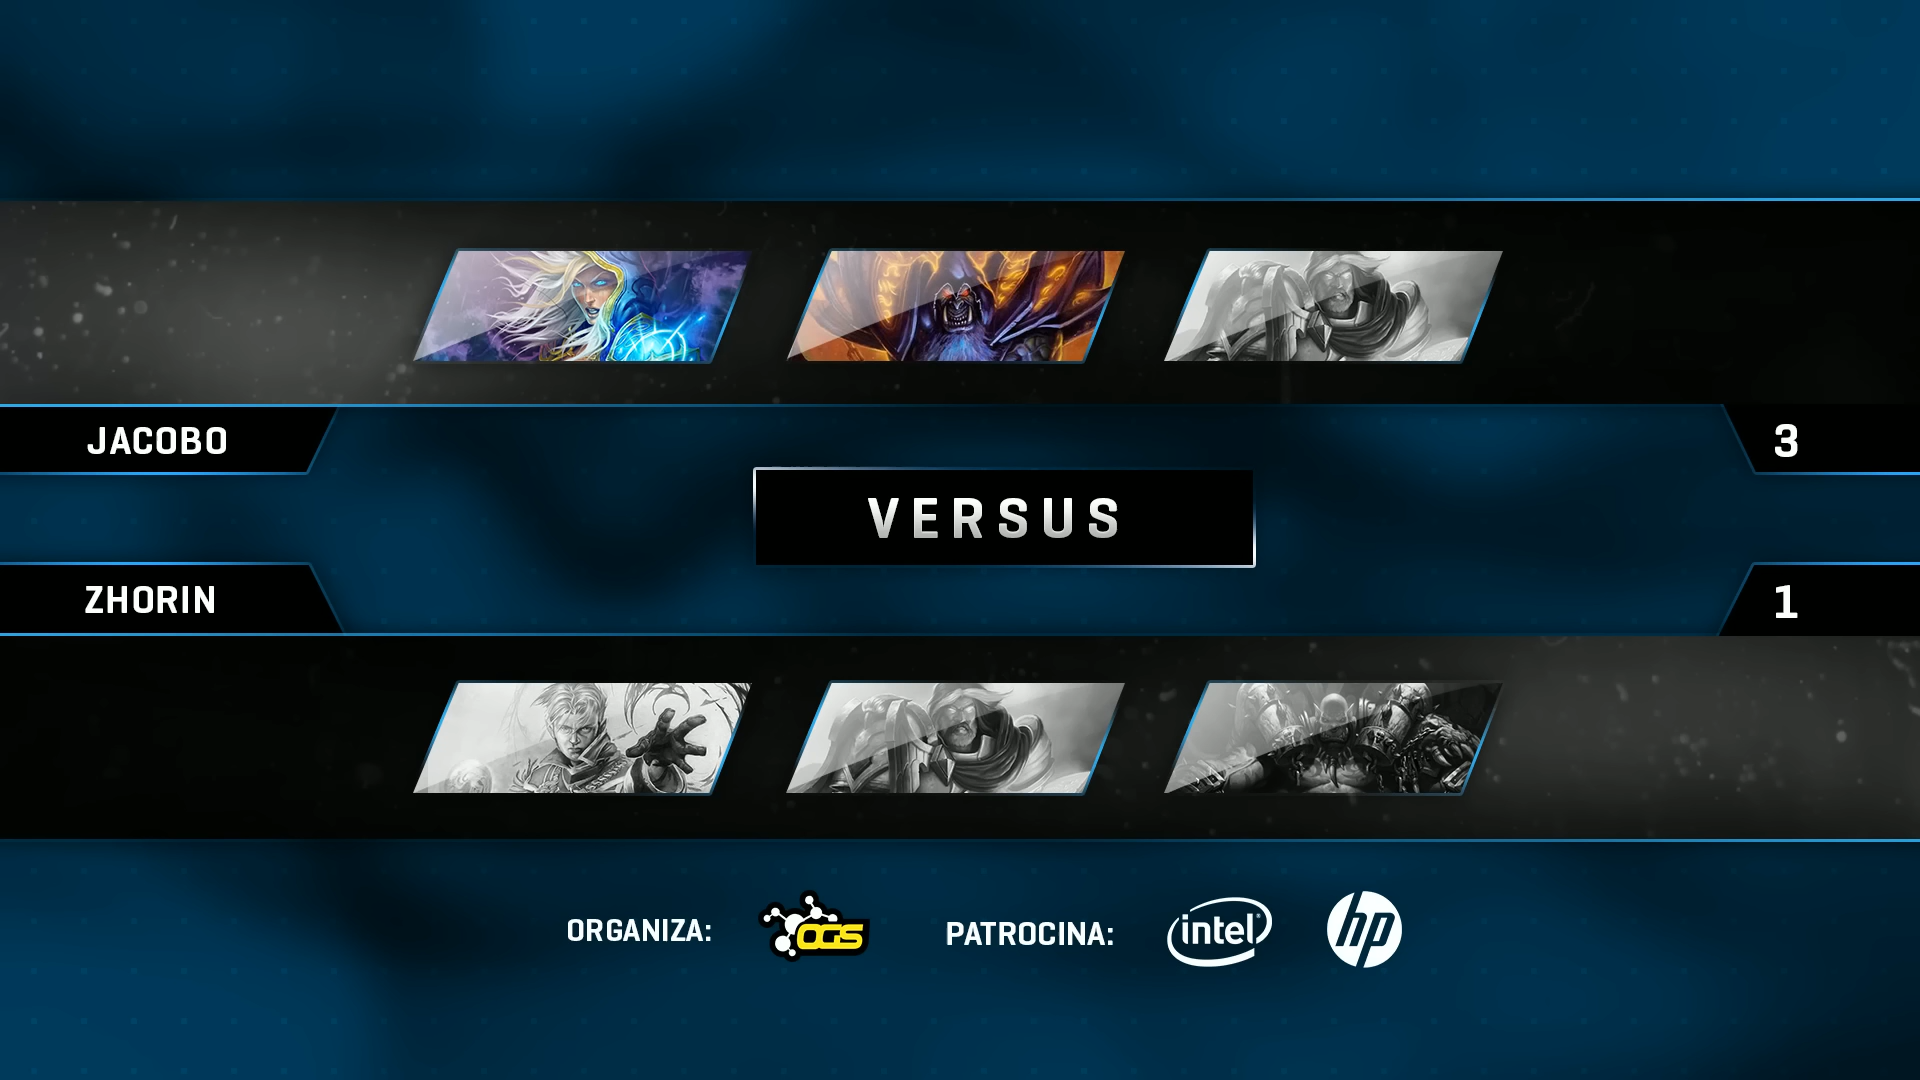 JACOBO
3
VERSUS
ZHORIN
1
ORGANIZA:
OGS
PATROCINA:
intel
hp